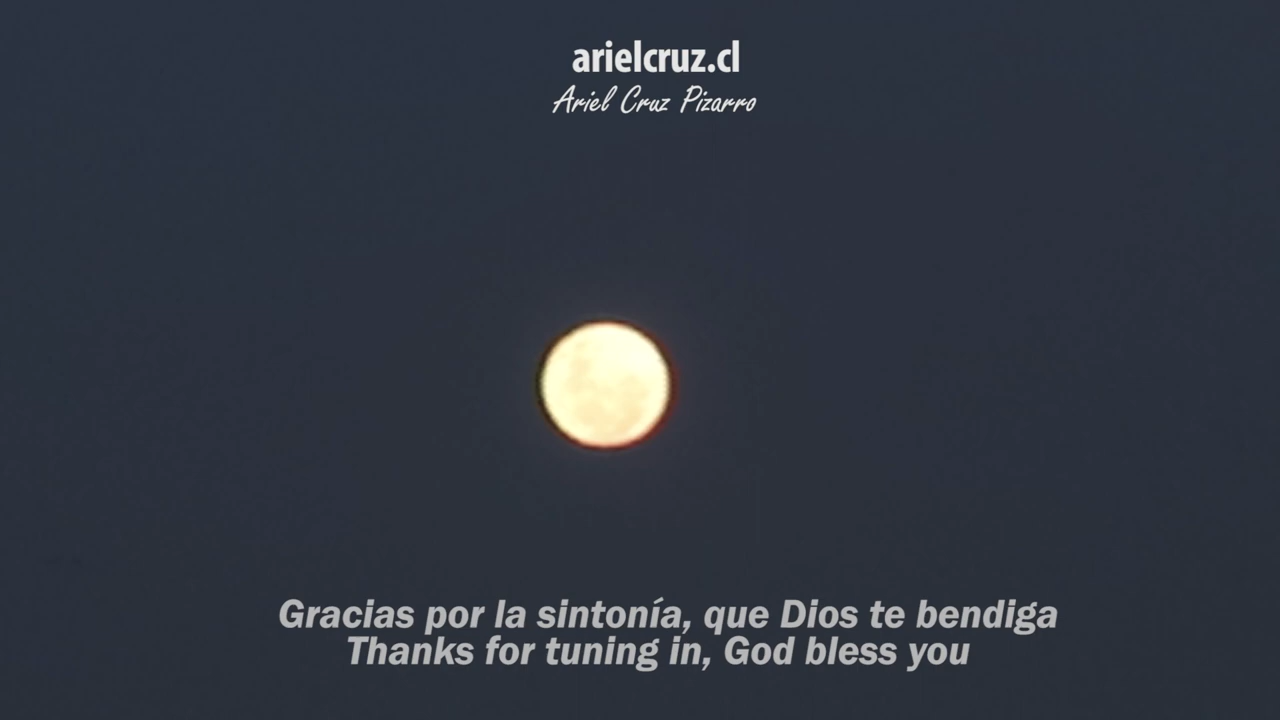 arielcruz.cl
Ariel Cruz Pizarro
Gracias por la sintonía, que Dios te bendiga
Thanks for tuning in, God bless you